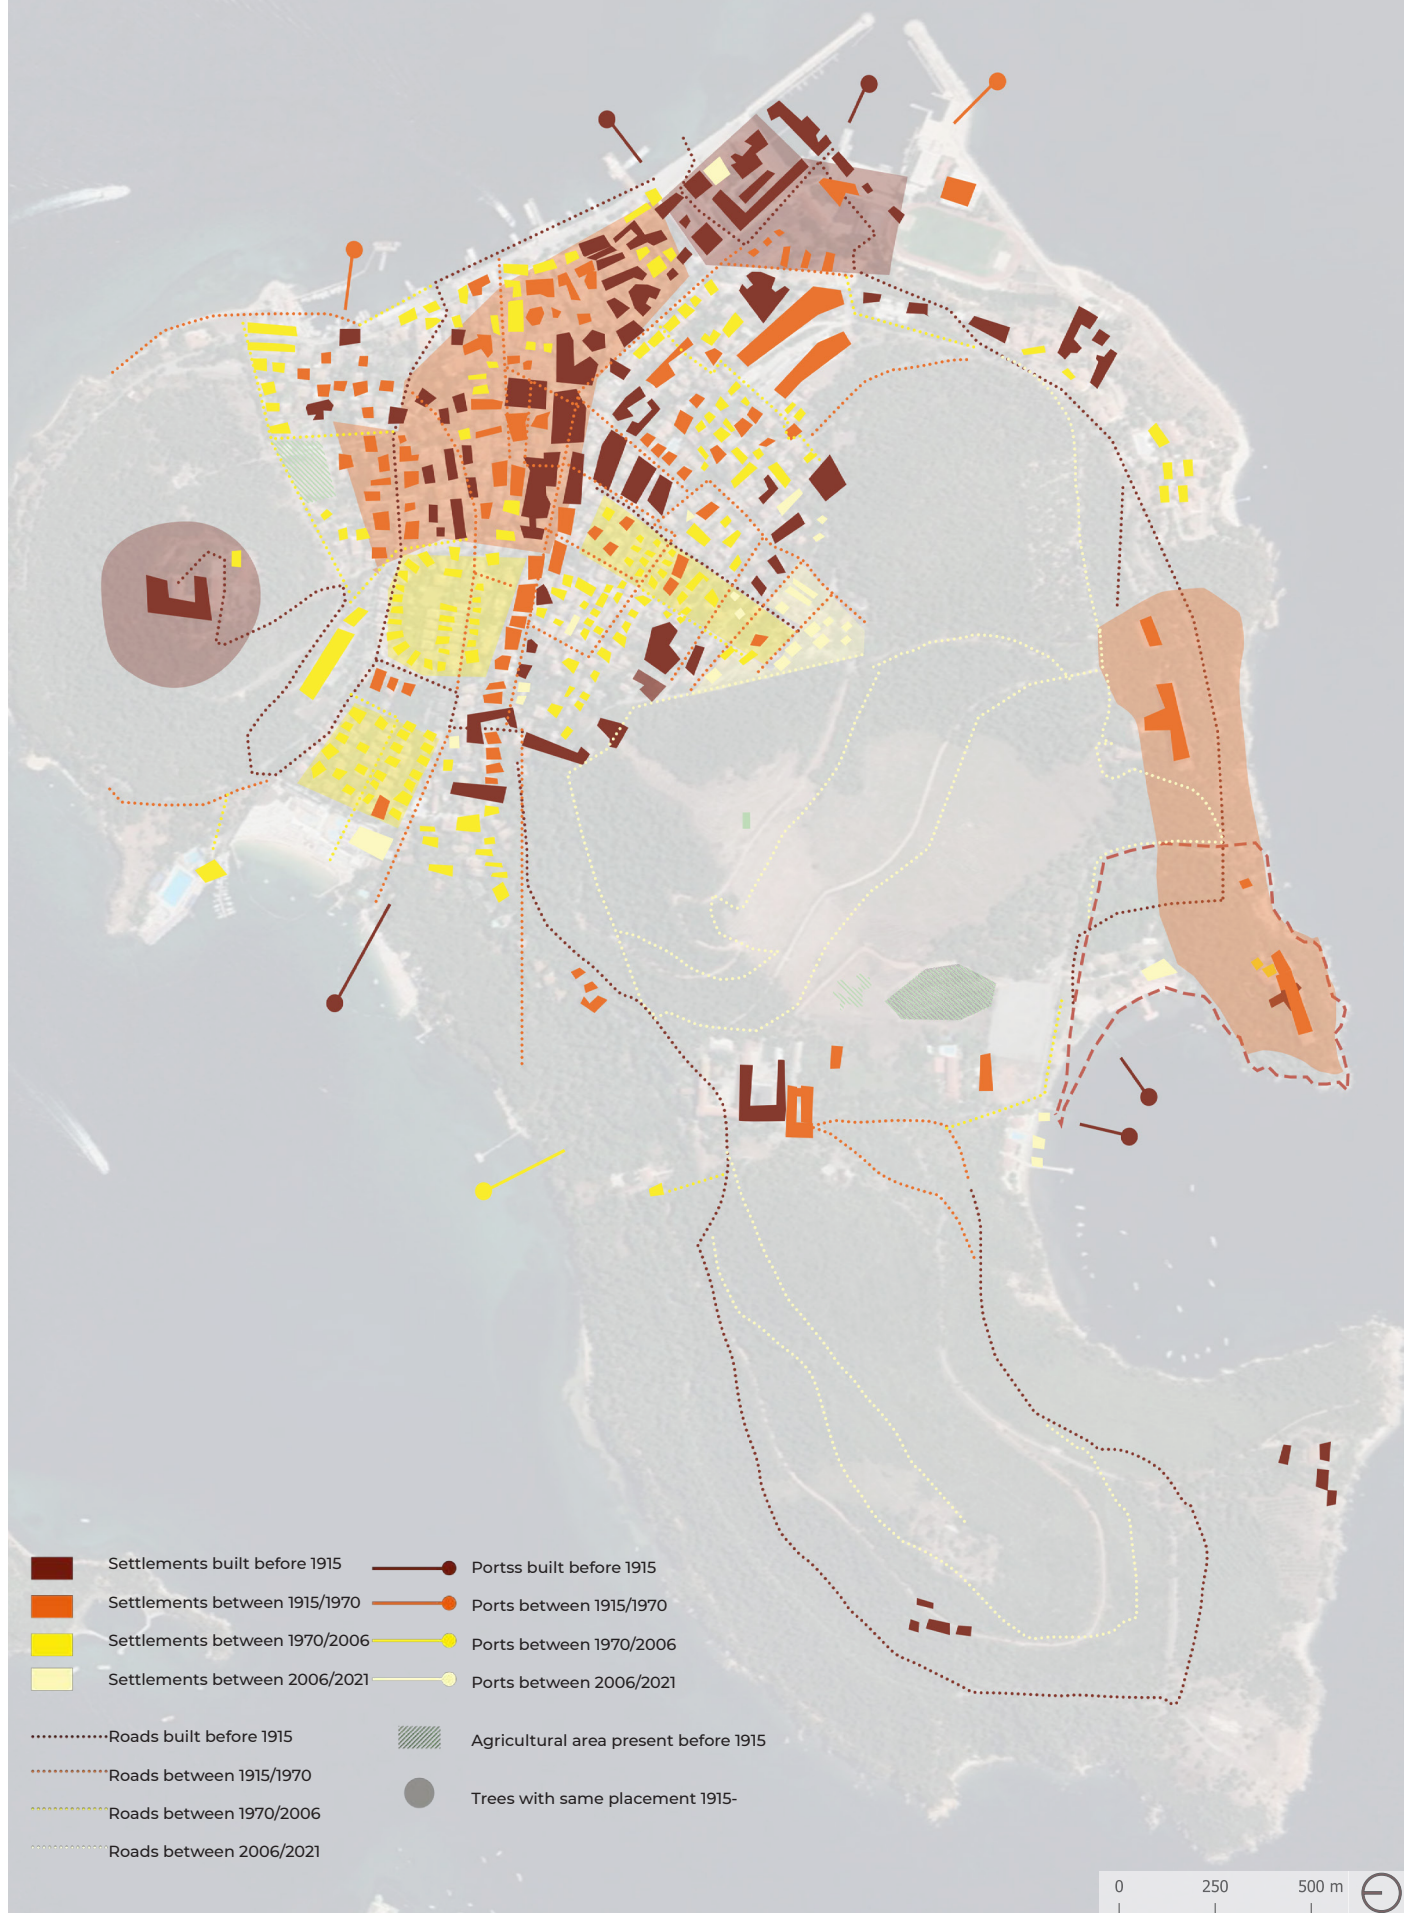 Settlements built before 1915
Settlements between 1915/1970
Settlements between 1970/2006
Settlements between 2006/2021
Portss built before 1915
Ports between 1915/1970
Ports between 1970/2006
Ports between 2006/2021
Roads built before 1915
Roads between 1915/1970
Roads between 1970/2006
Roads between 2006/2021
Agricultural area present before 1915
Trees with same placement 1915-
0 250 500 m